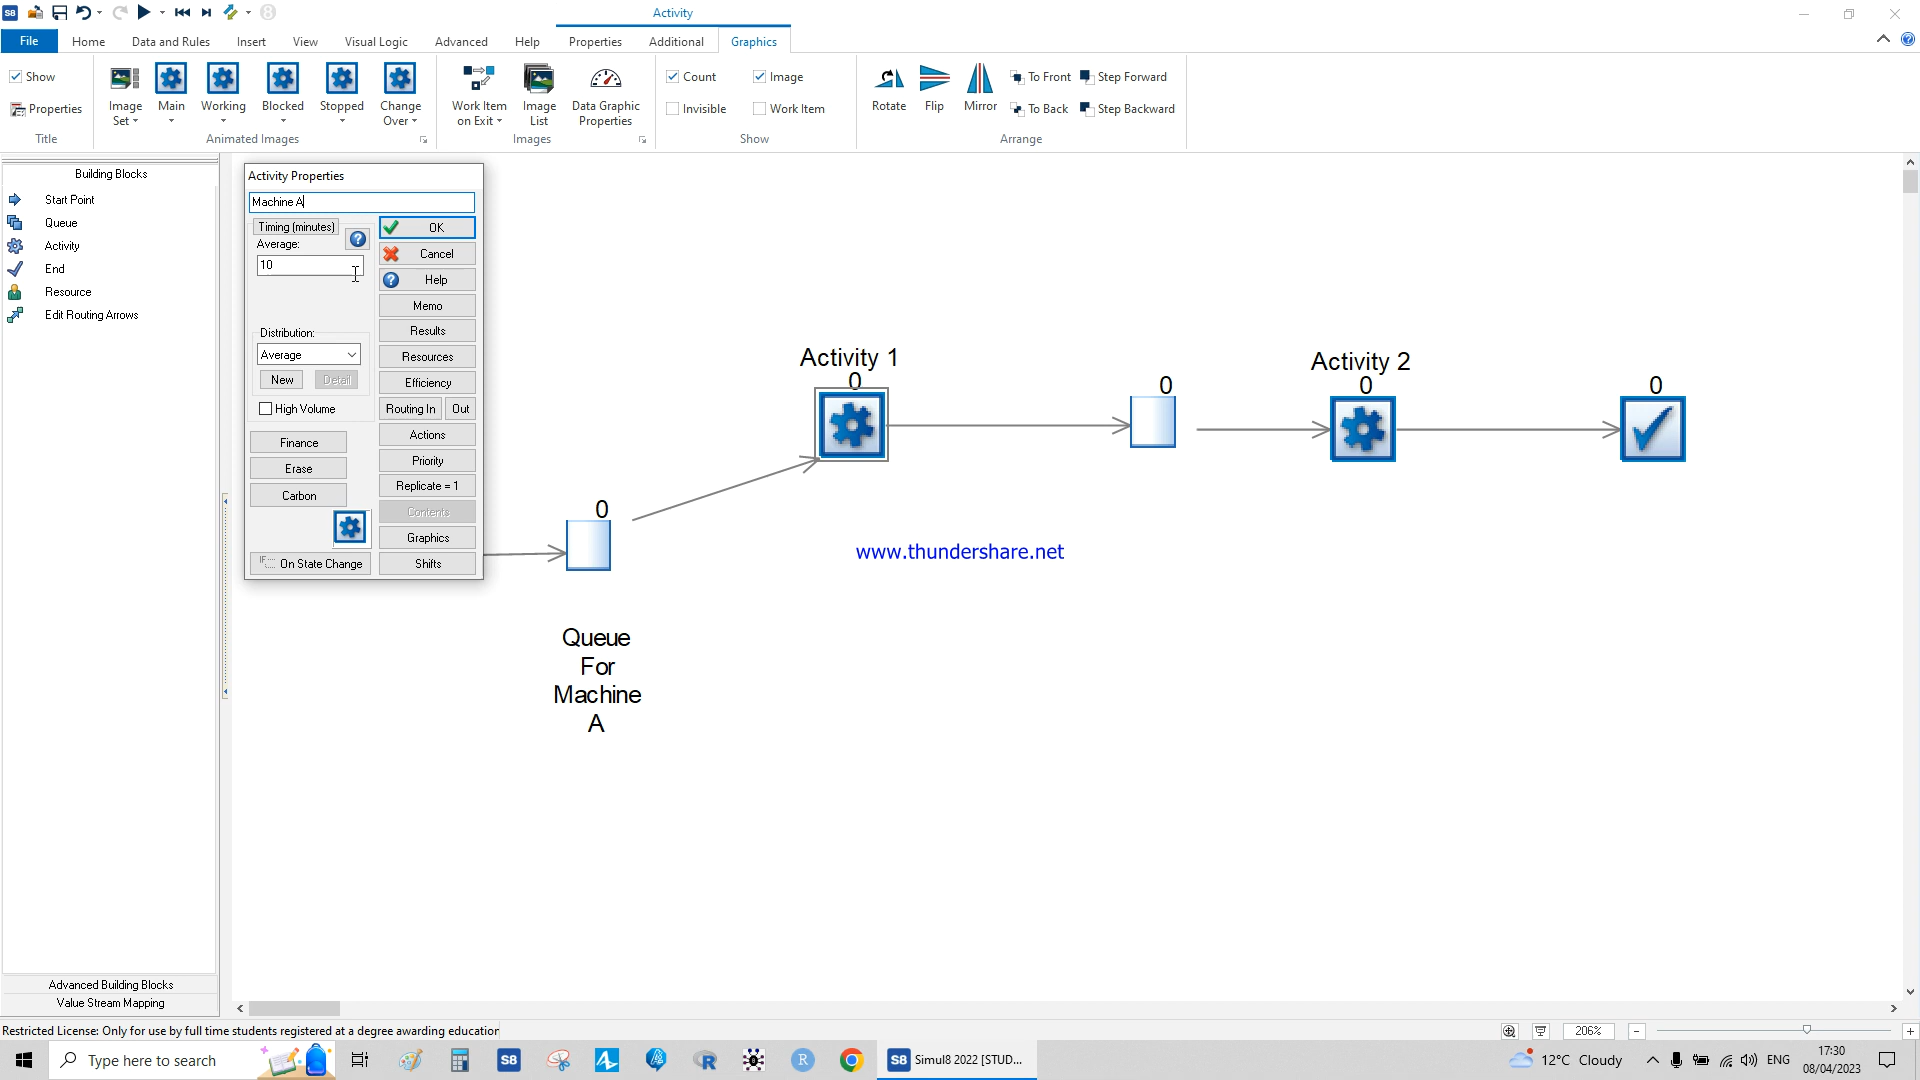 S8
Activity
File
Home
Data and Rules
Insert
View
Visual Logic
Advanced
Help
Properties
Additional
Graphics
Show
Properties
Title
Image
Set
Main
Working
Blocked
Stopped
Change
Over
Animated Images
Work Item
on Exit
Image
List
Data Graphic
Properties
Images
Count
Image
Invisible
Work Item
Show
Rotate
Flip
Mirror
To Front
Step Forward
To Back
Step Backward
Arrange
Building Blocks
Start Point
Queue
Activity
End
Resource
Edit Routing Arrows
Advanced Building Blocks
Value Stream Mapping
Activity Properties
Machine A
Timing (minutes)
Average:
10
Distribution:
Average
New
Detail
High Volume
Finance
Erase
Carbon
IF
On State Change
OK
Cancel
Help
Memo
Results
Resources
Efficiency
Routing In
Out
Actions
Priority
Replicate = 1
Contents
Graphics
Shifts
0
Queue
For
Machine
A
Activity 1
0
0
Activity 2
0
0
www.thundershare.net
Restricted License: Only for use by full time students registered at a degree awarding education
206%
Type here to search
S8
R
S8 Simul8 2022 [STUD...
12°C Cloudy
ENG
17:30
08/04/2023